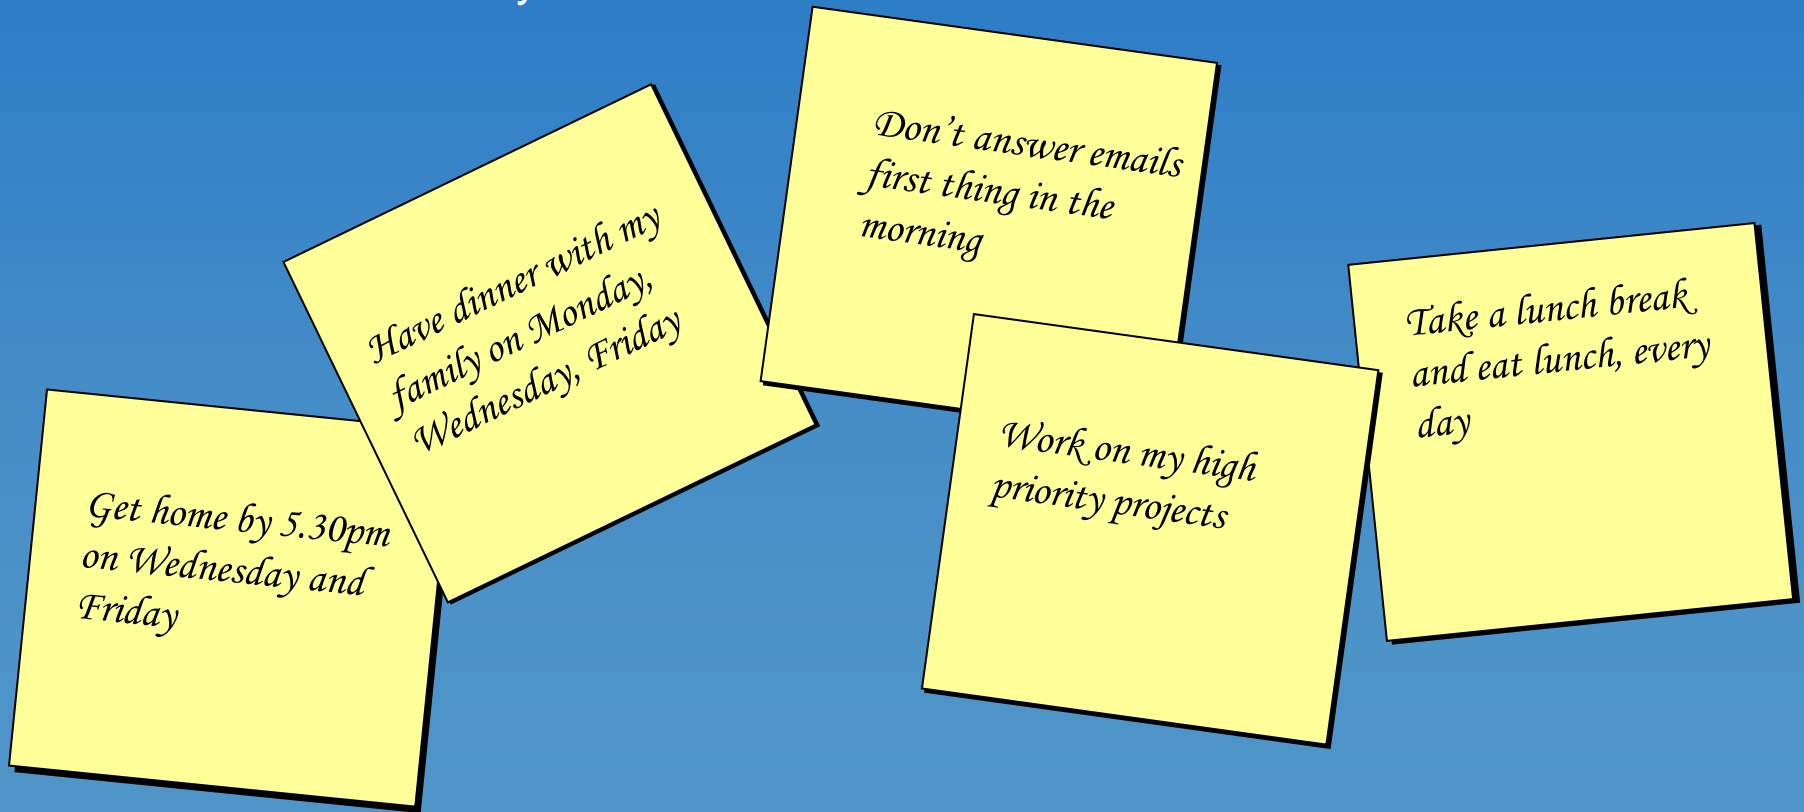 Get home by 5.30pm
on Wednesday and
Friday
Have dinner with my
family on Monday,
Wednesday, Friday
Don’t answer emails
first thing in the
morning
Work on my high
priority projects
Take a lunch break
and eat lunch, every
day